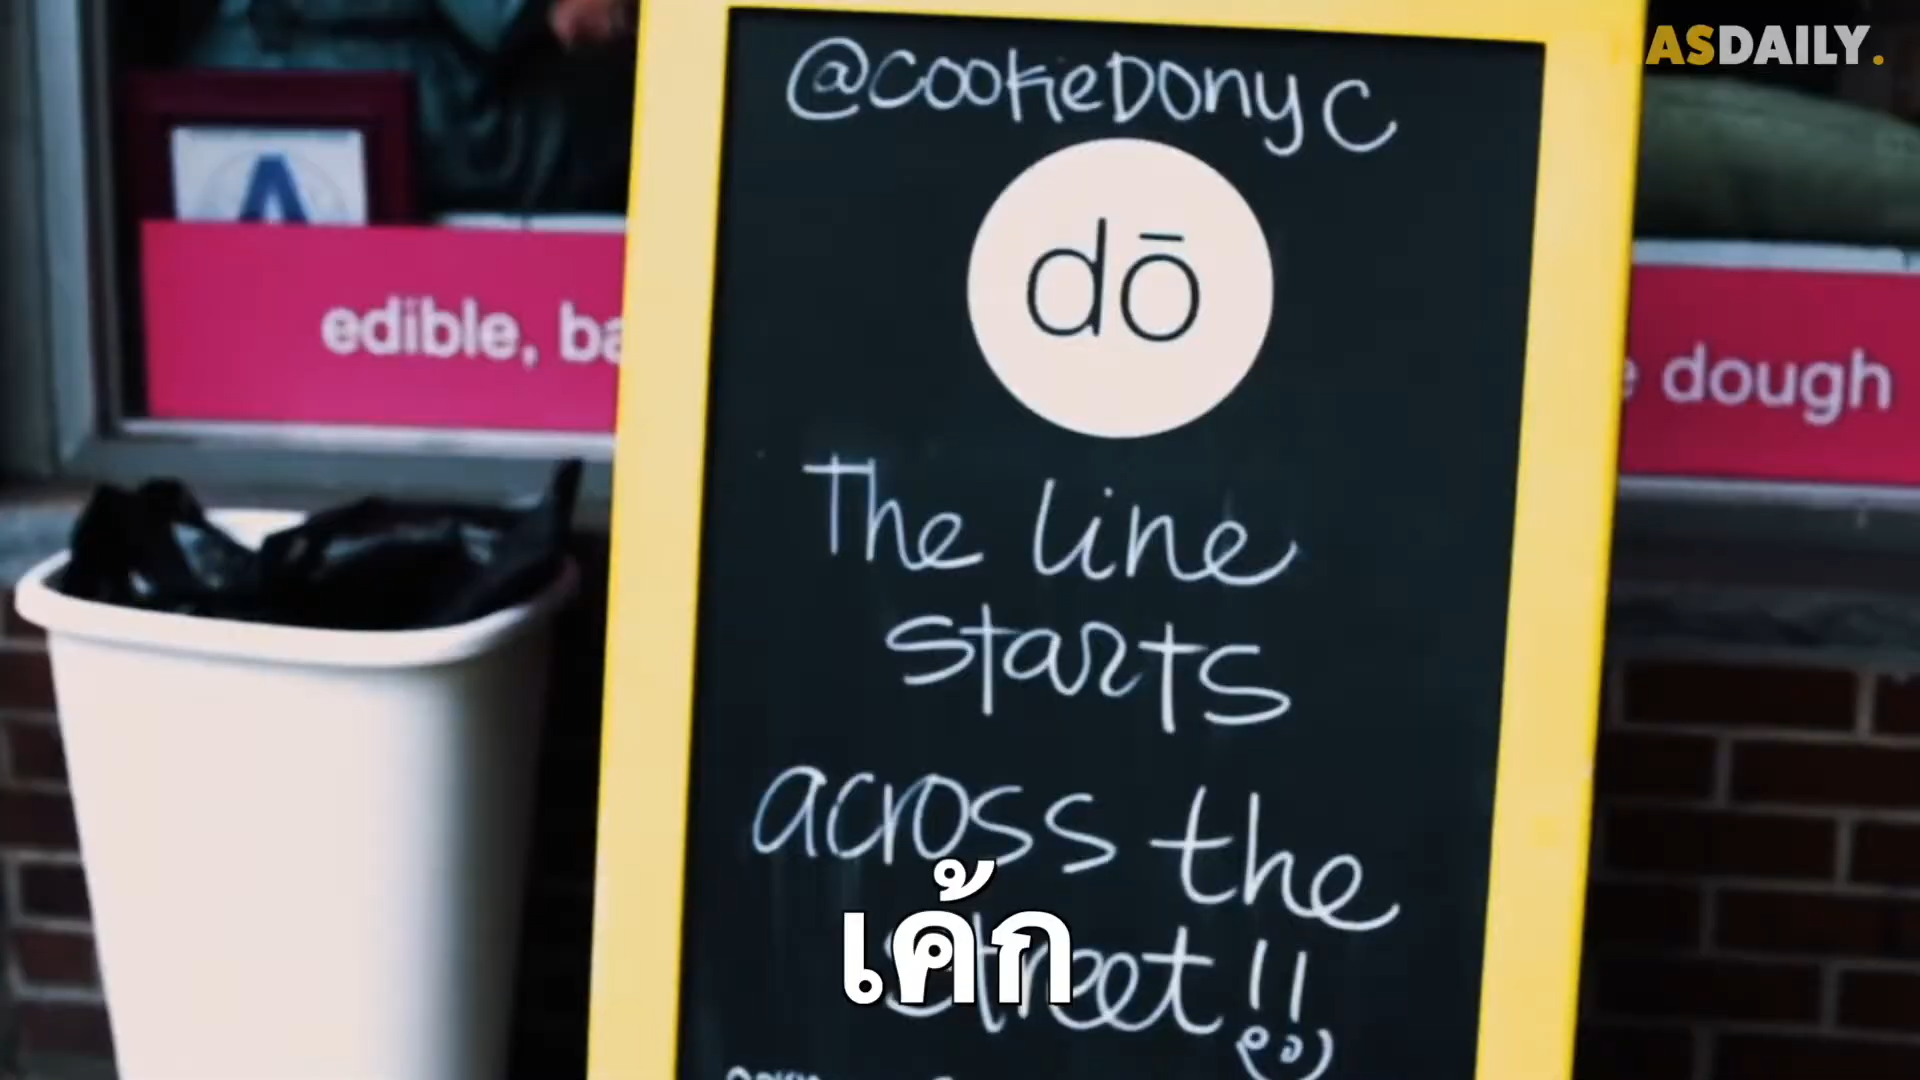 ASDAILY.
@cookieDonyc
dō
edible, ba
dough
The line
starts
across the
street!!
เค้ก